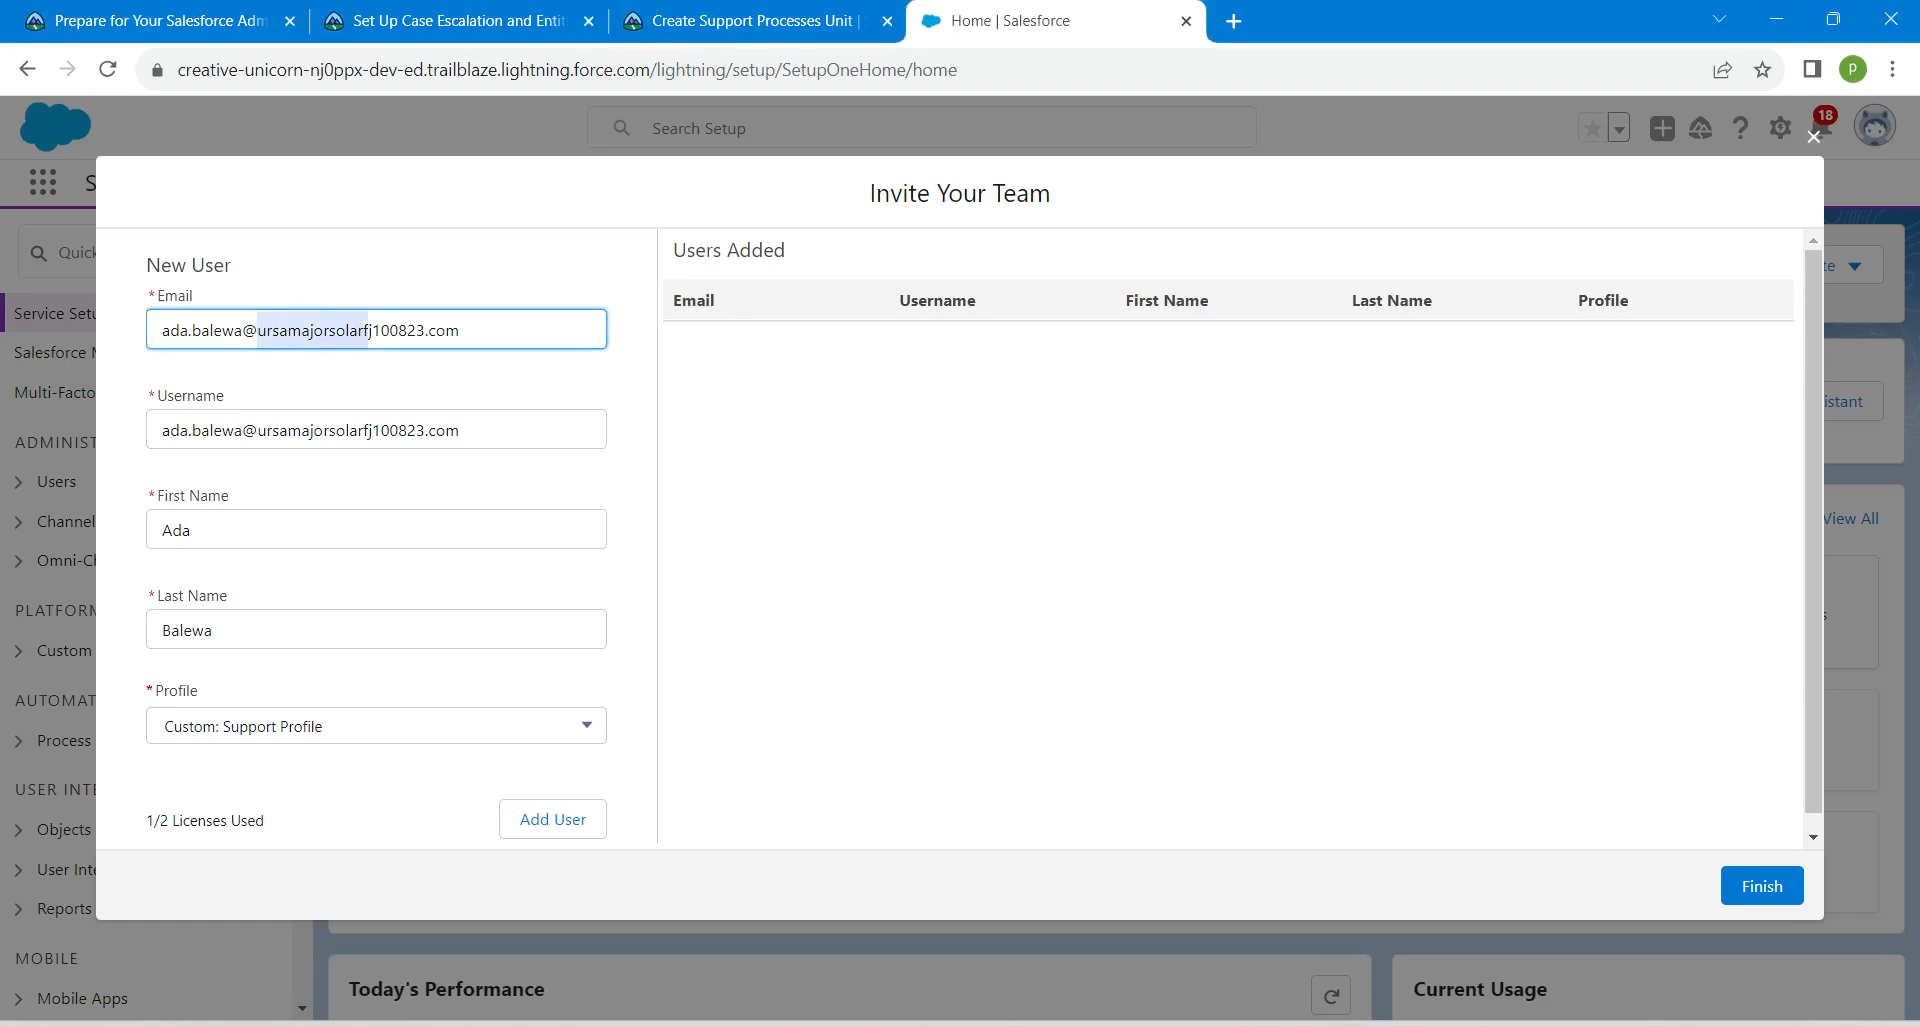 Prepare for Your Salesforce Adm
Set Up Case Escalation and Entit
Create Support Processes Unit |
Home | Salesforce
creative-unicorn-nj0ppx-dev-ed.trailblaze.lightning.force.com/lightning/setup/SetupOneHome/home
p
Search Setup
18
S
Invite Your Team
Quick
Service Setu
Salesforce M
Multi-Facto
ADMINIST
Users
Channel
Omni-Ch
PLATFORM
Custom
AUTOMAT
Process
USER INTE
Objects
User Inte
Reports
MOBILE
Mobile Apps
New User
* Email
ada.balewa@ursamajorsolarfj100823.com
* Username
ada.balewa@ursamajorsolarfj100823.com
* First Name
Ada
* Last Name
Balewa
* Profile
Custom: Support Profile
1/2 Licenses Used
Add User
Users Added
Email Username First Name Last Name Profile
te
istant
View All
s
Finish
Today's Performance
Current Usage